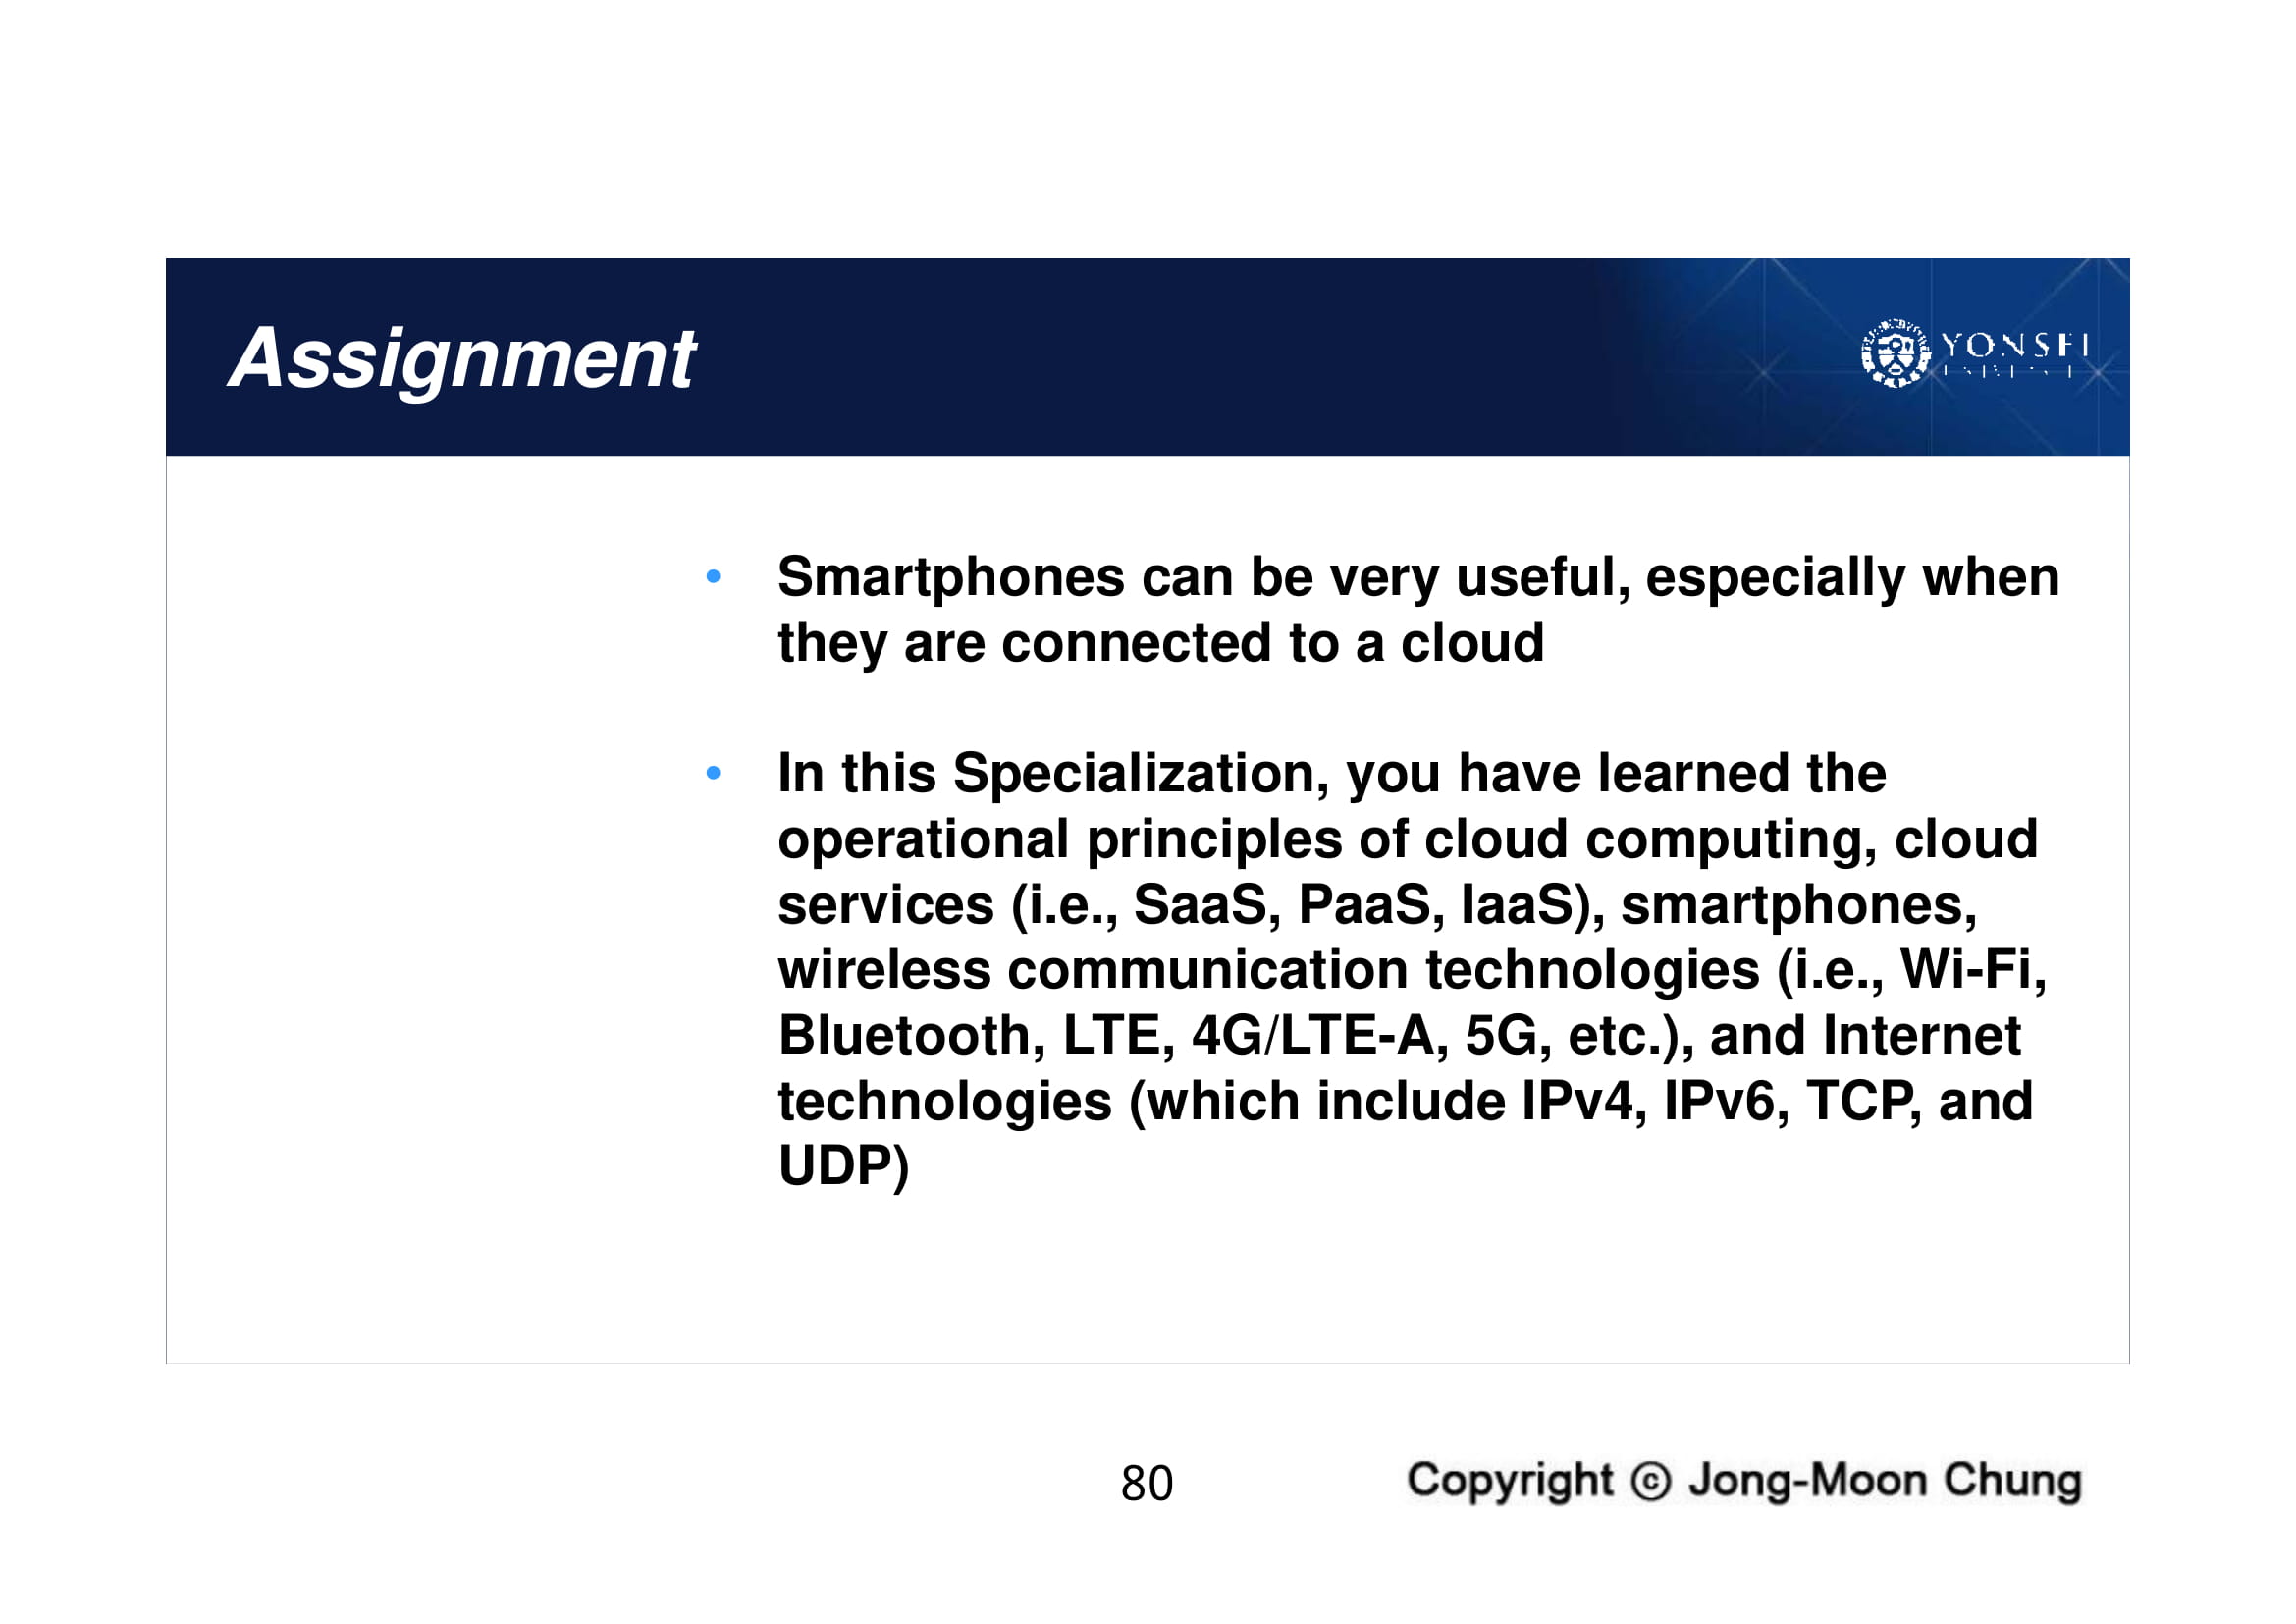 Assignment
YONSEI
• Smartphones can be very useful, especially when
they are connected to a cloud
• In this Specialization, you have learned the
operational principles of cloud computing, cloud
services (i.e., SaaS, PaaS, IaaS), smartphones,
wireless communication technologies (i.e., Wi-Fi,
Bluetooth, LTE, 4G/LTE-A, 5G, etc.), and Internet
technologies (which include IPv4, IPv6, TCP, and
UDP)
80
Copyright ⓒ Jong-Moon Chung